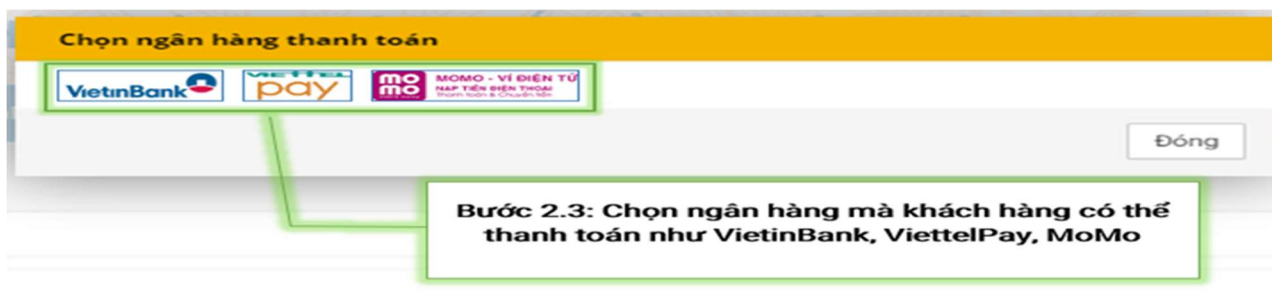 Chọn ngân hàng thanh toán
VietinBank
VIETTEL
pay
mo
mo
MOMO - VÍ ĐIỆN TỬ
NẠP TIỀN ĐIỆN THOẠI
Thanh toán & Chuyển tiền
Đóng
Bước 2.3: Chọn ngân hàng mà khách hàng có thể
thanh toán như VietinBank, ViettelPay, MoMo